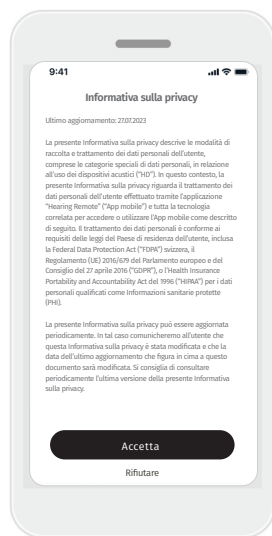 9:41
Informativa sulla privacy
Ultimo aggiornamento: 27.07.2023
La presente Informativa sulla privacy descrive le modalità di
raccolta e trattamento dei dati personali dell'utente,
comprese le categorie speciali di dati personali, in relazione
all'uso dei dispositivi acustici ("HD"). In questo contesto, la
presente Informativa sulla privacy riguarda il trattamento dei
dati personali dell'utente effettuato tramite l'applicazione
"Hearing Remote" ("App mobile") e tutta la tecnologia
correlata per accedere o utilizzare l'App mobile come descritto
di seguito. Il trattamento dei dati personali è conforme ai
requisiti delle leggi del Paese di residenza dell'utente, inclusa
la Federal Data Protection Act ("FDPA") svizzera, il
Regolamento (UE) 2016/679 del Parlamento europeo e del
Consiglio del 27 aprile 2016 ("GDPR"), o l'Health Insurance
Portability and Accountability Act del 1996 ("HIPAA") per i dati
personali qualificati come Informazioni sanitarie protette
(PHI).
La presente Informativa sulla privacy può essere aggiornata
periodicamente. In tal caso comunicheremo all'utente che
questa Informativa sulla privacy è stata modificata e che la
data dell'ultimo aggiornamento che figura in cima a questo
documento sarà modificata. Si consiglia di consultare
periodicamente l'ultima versione della presente Informativa
sulla privacy.
Accetta
Rifiutare